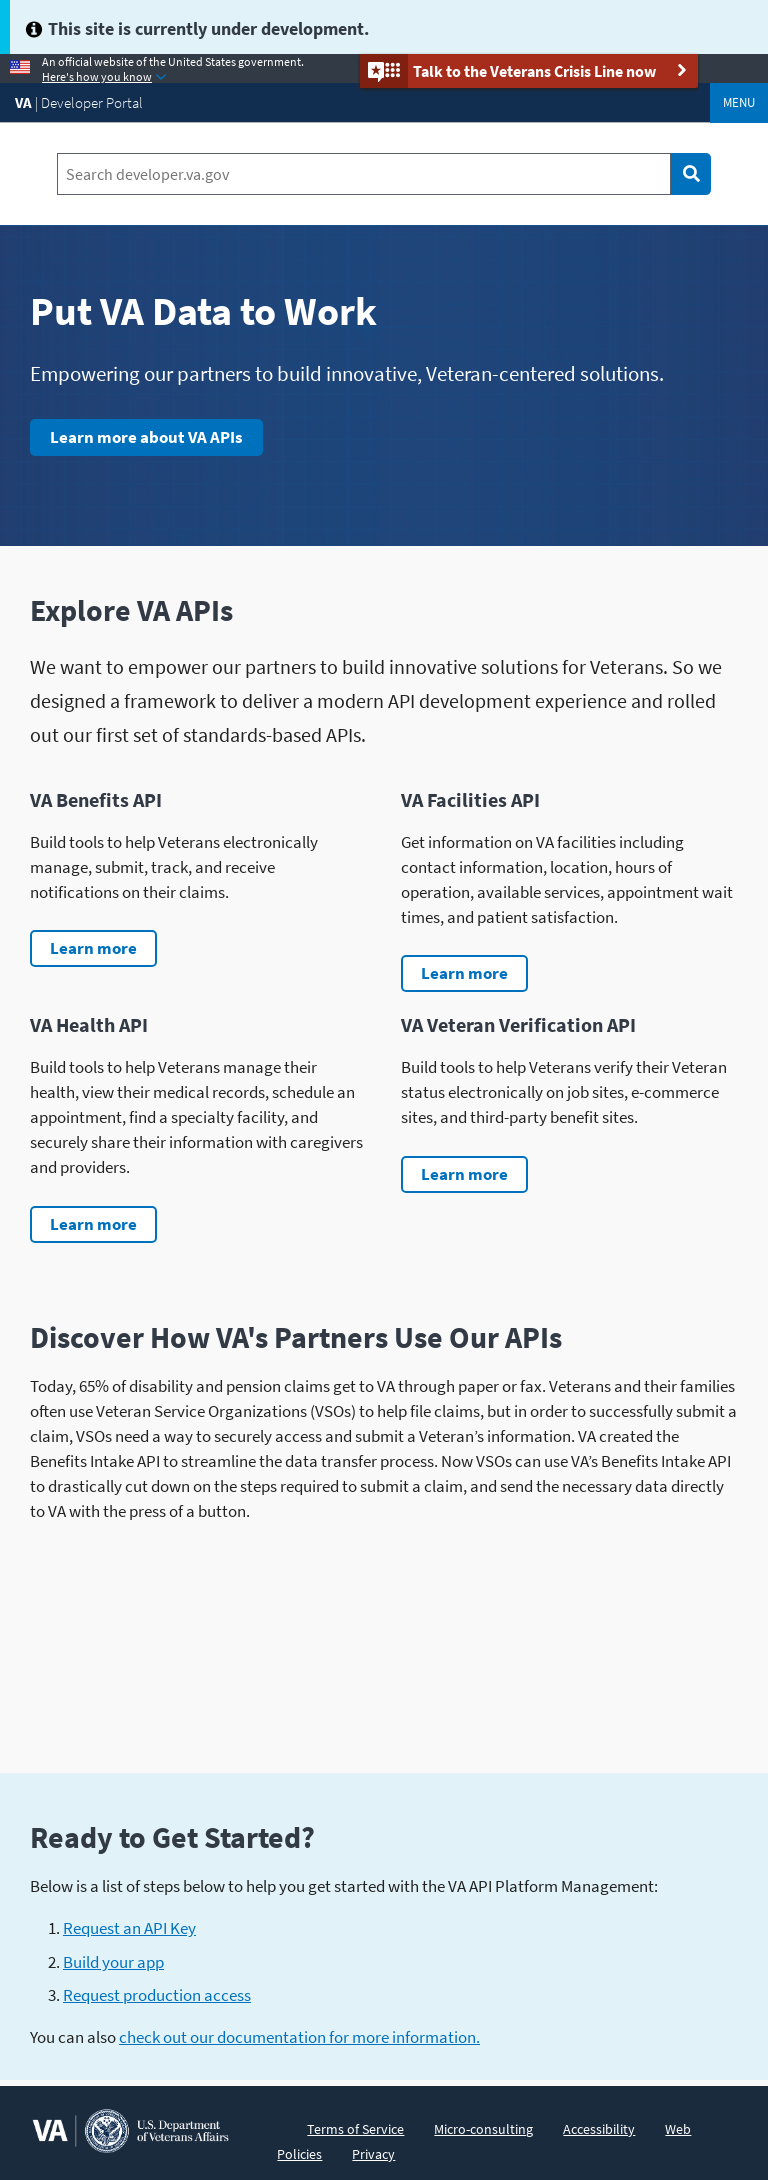 This site is currently under development.
An official website of the United States government.
Here's how you know
Talk to the Veterans Crisis Line now
VA | Developer Portal
MENU
Search developer.va.gov
Put VA Data to Work
Empowering our partners to build innovative, Veteran-centered solutions.
Learn more about VA APIs
Explore VA APIs
We want to empower our partners to build innovative solutions for Veterans. So we
designed a framework to deliver a modern API development experience and rolled
out our first set of standards-based APIs.
VA Benefits API
Build tools to help Veterans electronically
manage, submit, track, and receive
notifications on their claims.
Learn more
VA Facilities API
Get information on VA facilities including
contact information, location, hours of
operation, available services, appointment wait
times, and patient satisfaction.
Learn more
VA Health API
Build tools to help Veterans manage their
health, view their medical records, schedule an
appointment, find a specialty facility, and
securely share their information with caregivers
and providers.
Learn more
VA Veteran Verification API
Build tools to help Veterans verify their Veteran
status electronically on job sites, e-commerce
sites, and third-party benefit sites.
Learn more
Discover How VA's Partners Use Our APIs
Today, 65% of disability and pension claims get to VA through paper or fax. Veterans and their families
often use Veteran Service Organizations (VSOs) to help file claims, but in order to successfully submit a
claim, VSOs need a way to securely access and submit a Veteran’s information. VA created the
Benefits Intake API to streamline the data transfer process. Now VSOs can use VA’s Benefits Intake API
to drastically cut down on the steps required to submit a claim, and send the necessary data directly
to VA with the press of a button.
Ready to Get Started?
Below is a list of steps below to help you get started with the VA API Platform Management:
1. Request an API Key
2. Build your app
3. Request production access
You can also check out our documentation for more information.
VA
U.S. Department
of Veterans Affairs
Terms of Service Micro-consulting Accessibility Web
Policies Privacy